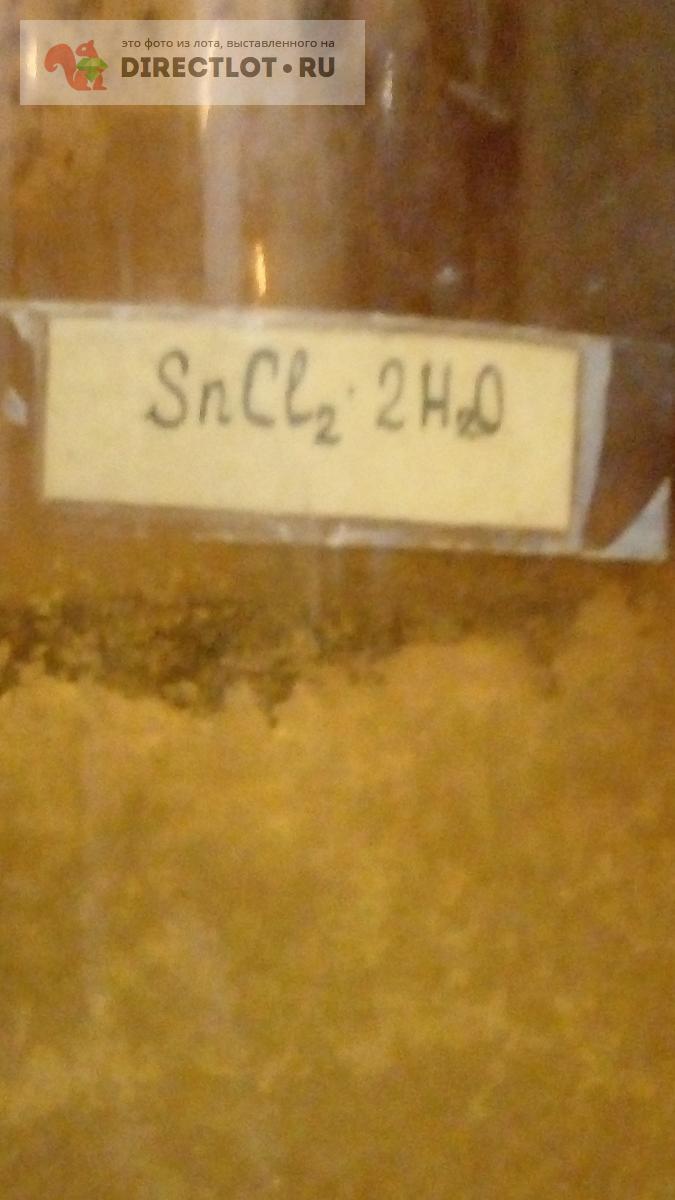 это фото из лота, выставленного на
DIRECTLOT•RU
SnCl₂·2H₂O